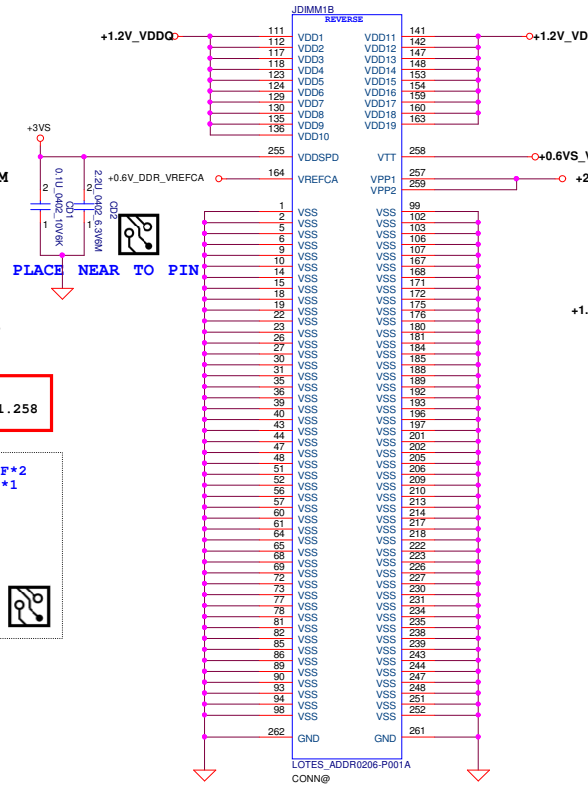 JDIMM1B
REVERSE
+1.2V_VDDQ
111 VDD1 VDD11 141
+1.2V_VD
112 VDD2 VDD12 142
117 VDD3 VDD13 147
118 VDD4 VDD14 148
123 VDD5 VDD15 153
124 VDD6 VDD16 154
129 VDD7 VDD17 159
130 VDD8 VDD18 160
135 VDD9 VDD19 163
136 VDD10
+3VS
255 VDDSPD VTT 258
+0.6VS_V
+0.6V_DDR_VREFCA
164 VREFCA VPP1 257
VPP2 259
+2
M
2 0.1U_0402_10V6K CD1 1
2 2.2U_0402_6.3V6M CD2 1
PLACE NEAR TO PIN
1 VSS VSS 99
2 VSS VSS 102
5 VSS VSS 103
6 VSS VSS 106
9 VSS VSS 107
10 VSS VSS 167
14 VSS VSS 168
15 VSS VSS 171
18 VSS VSS 172
19 VSS VSS 175
22 VSS VSS 176
+1.
23 VSS VSS 180
26 VSS VSS 181
27 VSS VSS 184
30 VSS VSS 185
31 VSS VSS 188
35 VSS VSS 189
36 VSS VSS 192
39 VSS VSS 193
40 VSS VSS 196
1.258
43 VSS VSS 197
44 VSS VSS 201
47 VSS VSS 202
48 VSS VSS 205
51 VSS VSS 206
F*2
52 VSS VSS 209
*1
56 VSS VSS 210
57 VSS VSS 213
60 VSS VSS 214
61 VSS VSS 217
64 VSS VSS 218
65 VSS VSS 222
68 VSS VSS 223
69 VSS VSS 226
72 VSS VSS 227
73 VSS VSS 230
77 VSS VSS 231
78 VSS VSS 234
81 VSS VSS 235
82 VSS VSS 238
85 VSS VSS 239
86 VSS VSS 243
89 VSS VSS 244
90 VSS VSS 247
93 VSS VSS 248
94 VSS VSS 251
98 VSS VSS 252
262 GND GND 261
LOTES_ADDR0206-P001A
CONN@